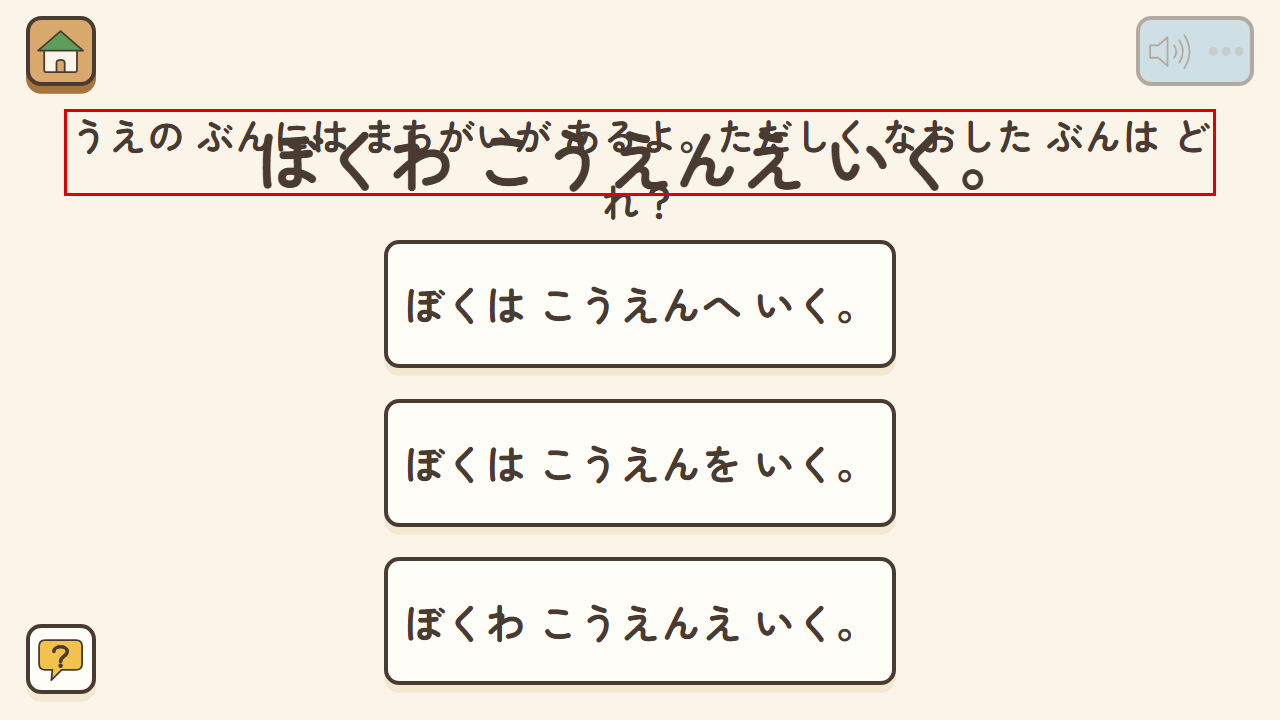 うえの ぶんには まちがいが あるよ。ただしく なおした ぶんは ど
れ？
ぼくわ こうえんえ いく。
ぼくは こうえんへ いく。
ぼくは こうえんを いく。
ぼくわ こうえんえ いく。
?